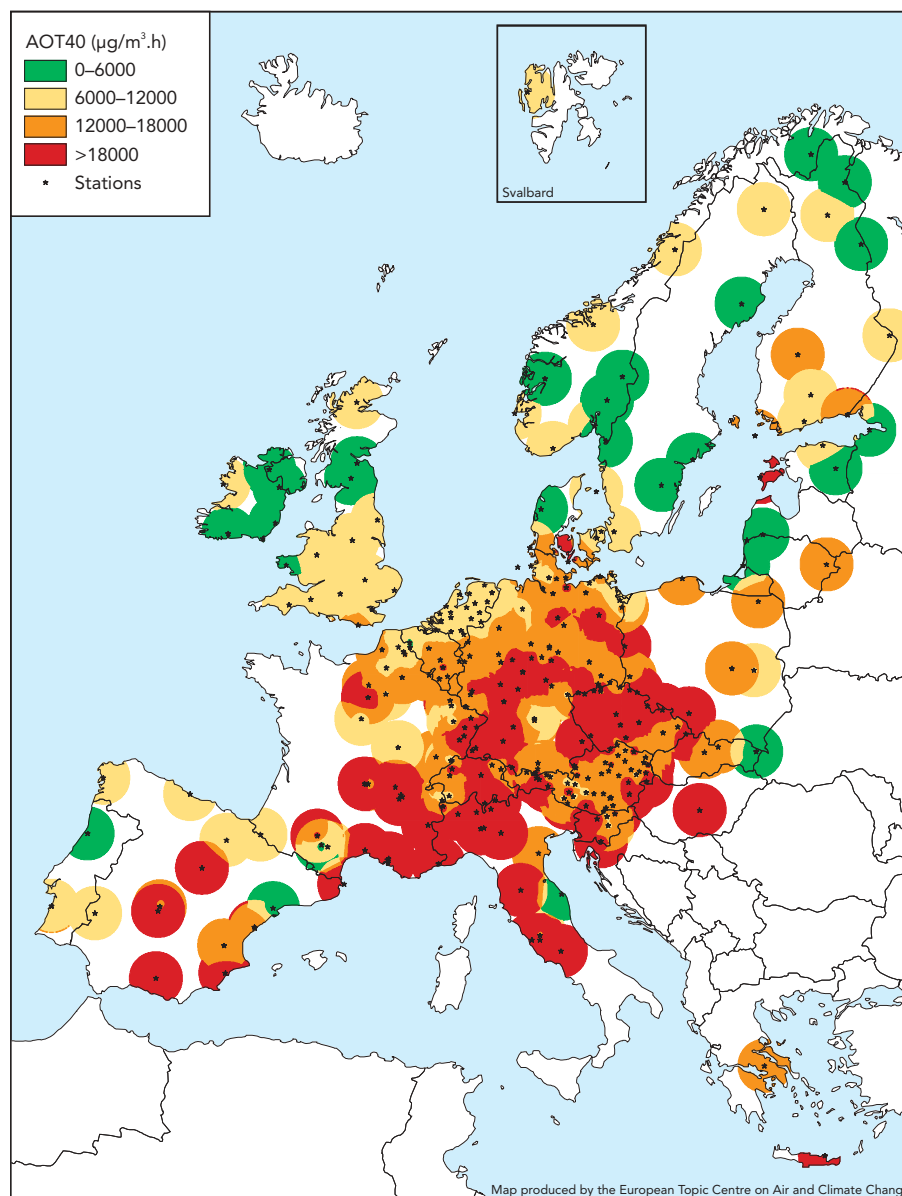 AOT40 (µg/m³.h)
0–6000
6000–12000
12000–18000
>18000
Stations
Svalbard
Map produced by the European Topic Centre on Air and Climate Chang